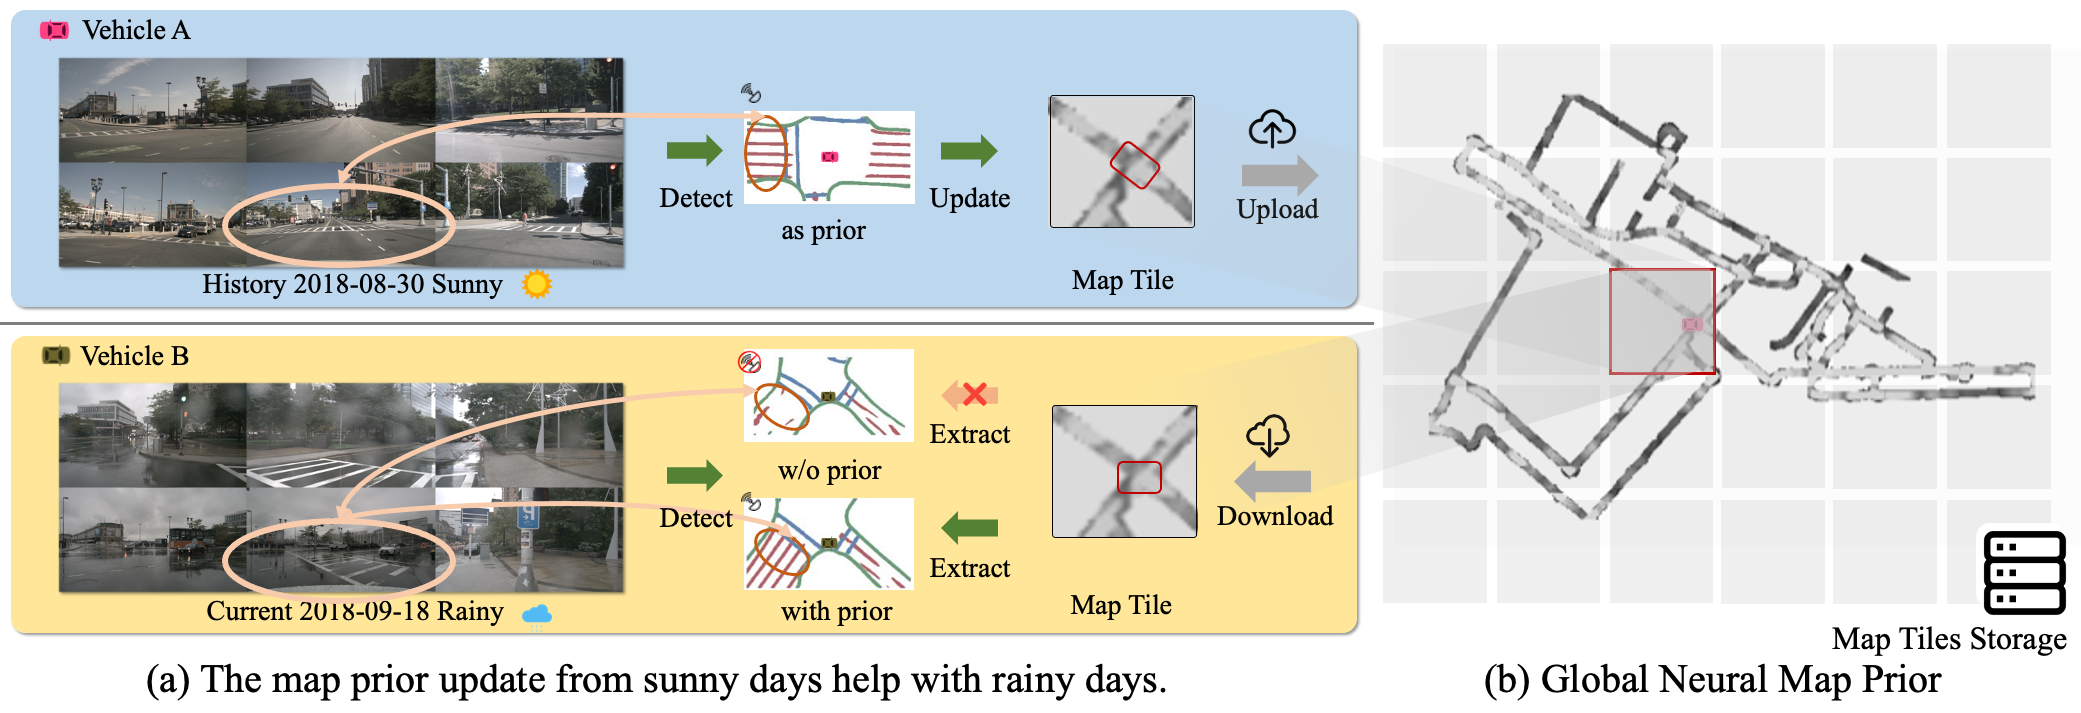 Vehicle A
Detect
as prior
Update
Map Tile
Upload
History 2018-08-30 Sunny
Vehicle B
Detect
w/o prior
Extract
with prior
Extract
Map Tile
Download
Current 2018-09-18 Rainy
(a) The map prior update from sunny days help with rainy days.
Map Tiles Storage
(b) Global Neural Map Prior